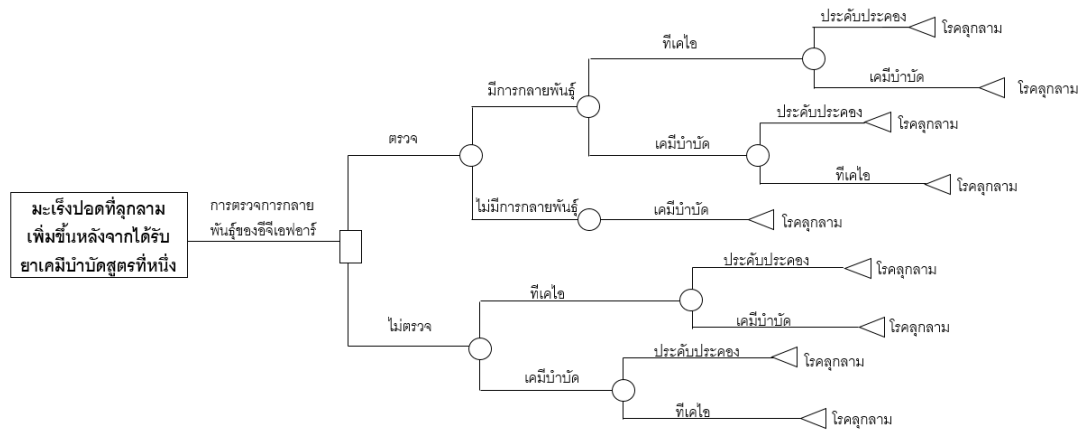 ประคับประคอง
โรคลุกลาม
ทีเคไอ
เคมีบำบัด
โรคลุกลาม
มีการกลายพันธุ์
ประคับประคอง
โรคลุกลาม
เคมีบำบัด
ตรวจ
ทีเคไอ
โรคลุกลาม
ไม่มีการกลายพันธุ์
เคมีบำบัด
โรคลุกลาม
มะเร็งปอดที่ลุกลาม
เพิ่มขึ้นหลังจากได้รับ
ยาเคมีบำบัดสูตรที่หนึ่ง
การตรวจการกลาย
พันธุ์ของอีจีเอฟอาร์
ประคับประคอง
โรคลุกลาม
ทีเคไอ
เคมีบำบัด
โรคลุกลาม
ไม่ตรวจ
ประคับประคอง
โรคลุกลาม
เคมีบำบัด
ทีเคไอ
โรคลุกลาม